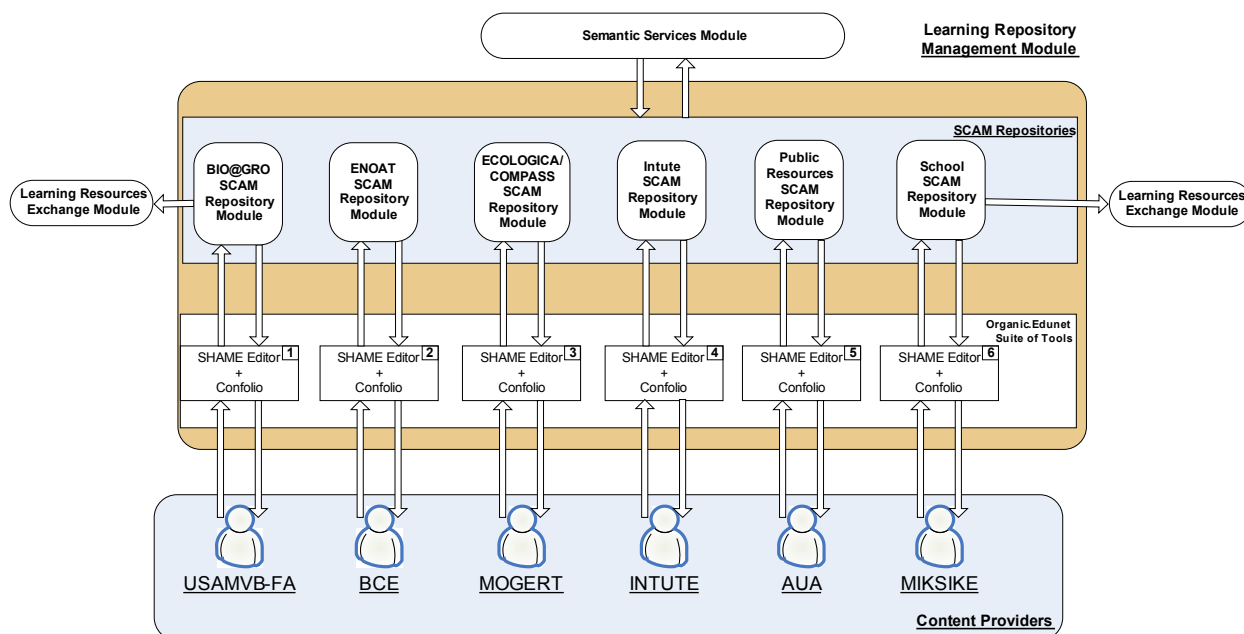 Semantic Services Module
Learning Repository
Management Module
SCAM Repositories
BIO@GRO
SCAM
Repository
Module
ENOAT
SCAM
Repository
Module
ECOLOGICA/
COMPASS
SCAM
Repository
Module
Intute
SCAM
Repository
Module
Public
Resources
SCAM
Repository
Module
School
SCAM
Repository
Module
Learning Resources
Exchange Module
Learning Resources
Exchange Module
Organic.Edunet
Suite of Tools
SHAME Editor 1
+
Confolio
SHAME Editor 2
+
Confolio
SHAME Editor 3
+
Confolio
SHAME Editor 4
+
Confolio
SHAME Editor 5
+
Confolio
SHAME Editor 6
+
Confolio
USAMVB-FA
BCE
MOGERT
INTUTE
AUA
MIKSIKE
Content Providers